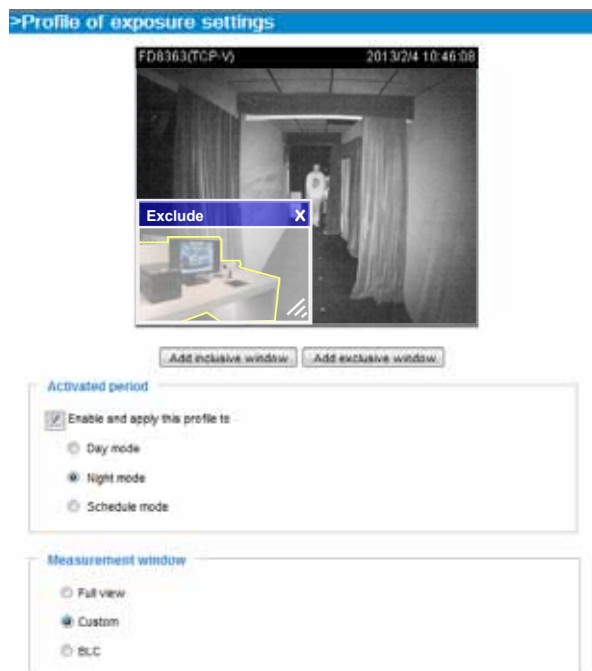 >Profile of exposure settings
FD8363(TCP-V) 2013/2/4 10:46:08
Exclude X
Add inclusive window Add exclusive window
Activated period
Enable and apply this profile to
Day mode
Night mode
Schedule mode
Measurement window
Full view
Custom
BLC